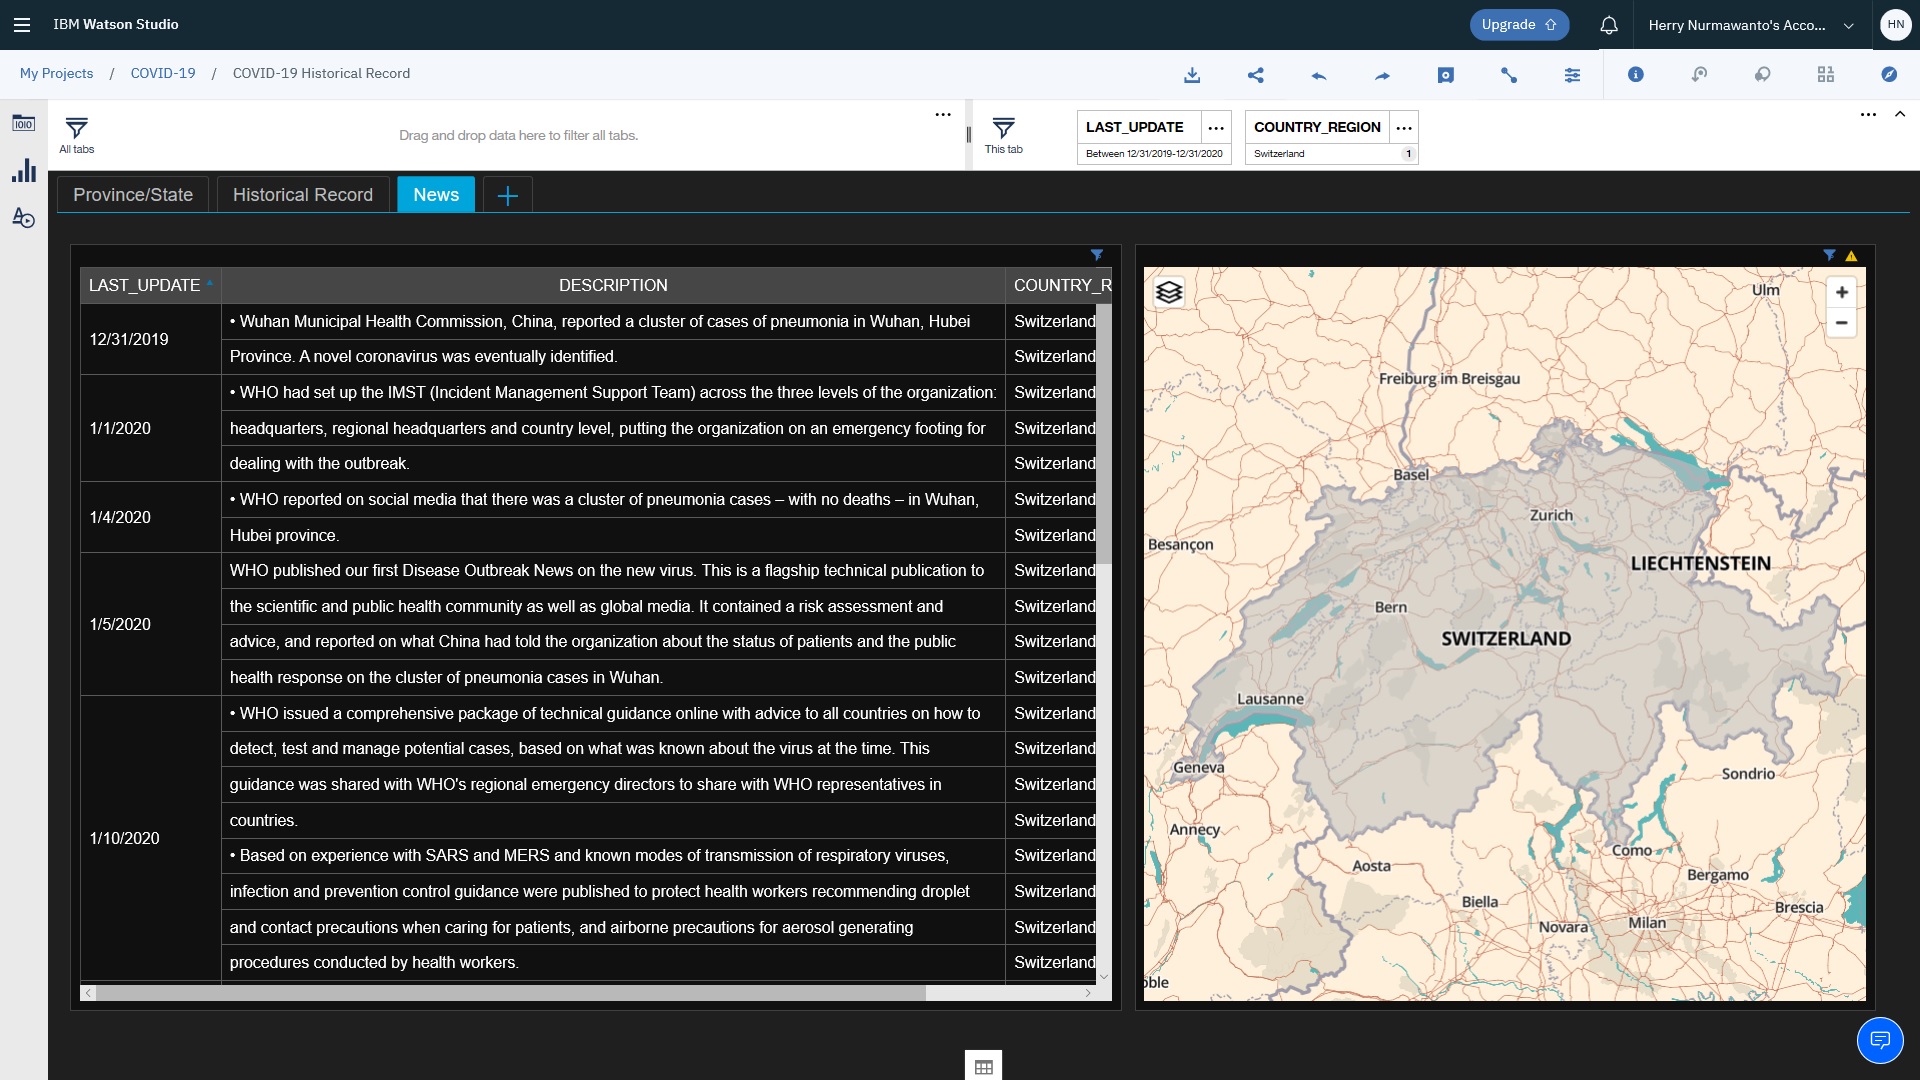 IBM Watson Studio
Upgrade
Herry Nurmawanto's Acco...
HN
My Projects / COVID-19 / COVID-19 Historical Record
All tabs
Drag and drop data here to filter all tabs.
This tab
LAST_UPDATE
Between 12/31/2019-12/31/2020
COUNTRY_REGION
Switzerland 1
Province/State
Historical Record
News
LAST_UPDATE DESCRIPTION COUNTRY_R
12/31/2019
• Wuhan Municipal Health Commission, China, reported a cluster of cases of pneumonia in Wuhan, Hubei Switzerland
Province. A novel coronavirus was eventually identified. Switzerland
1/1/2020
• WHO had set up the IMST (Incident Management Support Team) across the three levels of the organization: Switzerland
headquarters, regional headquarters and country level, putting the organization on an emergency footing for Switzerland
dealing with the outbreak. Switzerland
1/4/2020
• WHO reported on social media that there was a cluster of pneumonia cases – with no deaths – in Wuhan, Switzerland
Hubei province. Switzerland
1/5/2020
WHO published our first Disease Outbreak News on the new virus. This is a flagship technical publication to Switzerland
the scientific and public health community as well as global media. It contained a risk assessment and Switzerland
advice, and reported on what China had told the organization about the status of patients and the public Switzerland
health response on the cluster of pneumonia cases in Wuhan. Switzerland
1/10/2020
• WHO issued a comprehensive package of technical guidance online with advice to all countries on how to Switzerland
detect, test and manage potential cases, based on what was known about the virus at the time. This Switzerland
guidance was shared with WHO's regional emergency directors to share with WHO representatives in Switzerland
countries. Switzerland
• Based on experience with SARS and MERS and known modes of transmission of respiratory viruses, Switzerland
infection and prevention control guidance were published to protect health workers recommending droplet Switzerland
and contact precautions when caring for patients, and airborne precautions for aerosol generating Switzerland
procedures conducted by health workers. Switzerland
Ulm
Freiburg im Breisgau
Basel
Zurich
Besançon
LIECHTENSTEIN
Bern
SWITZERLAND
Lausanne
Geneva
Sondrio
Annecy
Como
Aosta
Bergamo
Biella
Brescia
Novara
Milan
ble